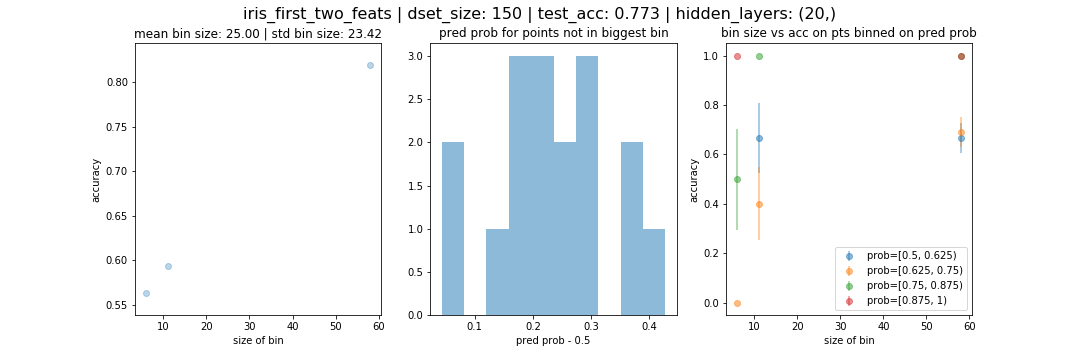 iris_first_two_feats | dset_size: 150 | test_acc: 0.773 | hidden_layers: (20,)
mean bin size: 25.00 | std bin size: 23.42
0.80
0.75
0.70
0.65
0.60
0.55
accuracy
10 20 30 40 50 60
size of bin
pred prob for points not in biggest bin
3.0
2.5
2.0
1.5
1.0
0.5
0.0
0.1 0.2 0.3 0.4
pred prob - 0.5
bin size vs acc on pts binned on pred prob
1.0
0.8
0.6
0.4
0.2
0.0
accuracy
prob=[0.5, 0.625)
prob=[0.625, 0.75)
prob=[0.75, 0.875)
prob=[0.875, 1)
10 20 30 40 50 60
size of bin